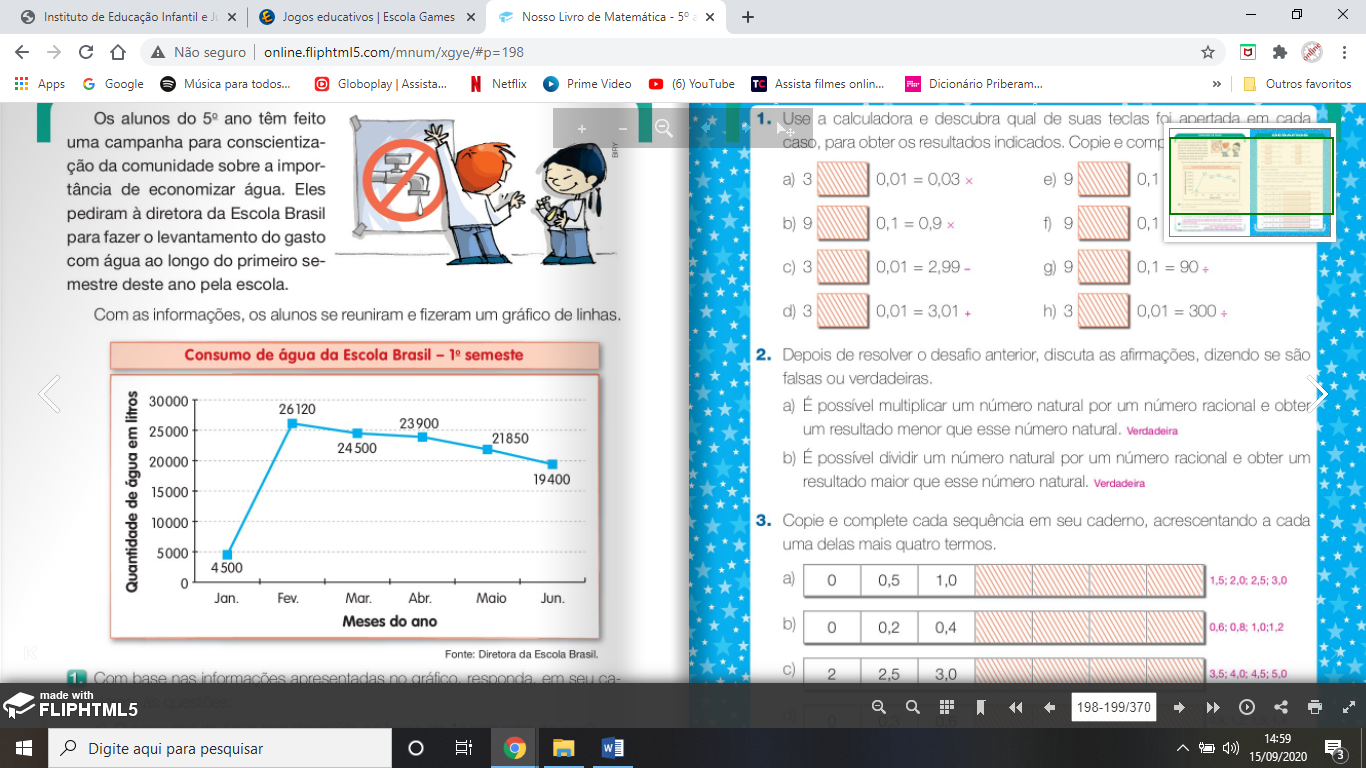 Instituto de Educação Infantil e J
Jogos educativos | Escola Games
Nosso Livro de Matemática - 5º a
Não seguro
online.fliphtml5.com/mnum/xgye/#p=198
Apps
Google
Música para todos...
Globoplay | Assista...
Netflix
Prime Video
(6) YouTube
Assista filmes onlin...
Dicionário Priberam...
»
Outros favoritos
Os alunos do 5º ano têm feito
uma campanha para conscientiza-
ção da comunidade sobre a impor-
tância de economizar água. Eles
pediram à diretora da Escola Brasil
para fazer o levantamento do gasto
com água ao longo do primeiro se-
mestre deste ano pela escola.
BIRY
Com as informações, os alunos se reuniram e fizeram um gráfico de linhas.
Consumo de água da Escola Brasil – 1º semeste
Quantidade de água em litros
30000
25000
20000
15000
10000
5000
0
4500
26120
24500
23900
21850
19400
Jan.
Fev.
Mar.
Abr.
Maio
Jun.
Meses do ano
Fonte: Diretora da Escola Brasil.
1. Com base nas informações apresentadas no gráfico, responda, em seu ca-
questões:
1. Use a calculadora e descubra qual de suas teclas foi apertada em cada
caso, para obter os resultados indicados. Copie e comp
a) 3 0,01 = 0,03 ×
e) 9 0,1
b) 9 0,1 = 0,9 ×
f) 9 0,1
c) 3 0,01 = 2,99 –
g) 9 0,1 = 90 ÷
d) 3 0,01 = 3,01 +
h) 3 0,01 = 300 ÷
2. Depois de resolver o desafio anterior, discuta as afirmações, dizendo se são
falsas ou verdadeiras.
a) É possível multiplicar um número natural por um número racional e obter
um resultado menor que esse número natural. Verdadeira
b) É possível dividir um número natural por um número racional e obter um
resultado maior que esse número natural. Verdadeira
3. Copie e complete cada sequência em seu caderno, acrescentando a cada
uma delas mais quatro termos.
a) 0 0,5 1,0 1,5; 2,0; 2,5; 3,0
b) 0 0,2 0,4 0,6; 0,8; 1,0;1,2
c) 2 2,5 3,0 3,5; 4,0; 4,5; 5,0
made with
FLIPHTML5
198-199/370
Digite aqui para pesquisar
14:59
15/09/2020
3